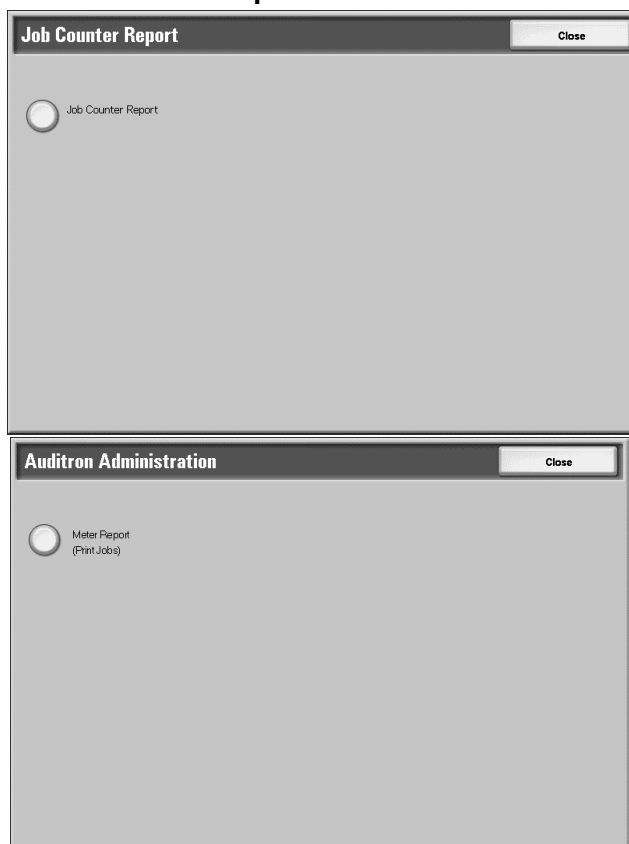 Job Counter Report
Close
Job Counter Report
Auditron Administration
Close
Meter Report
(Print Jobs)